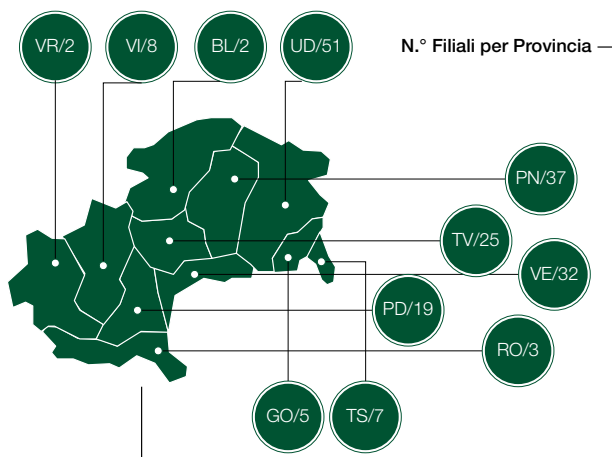 VR/2
VI/8
BL/2
UD/51
N.° Filiali per Provincia
PN/37
TV/25
VE/32
PD/19
RO/3
GO/5
TS/7